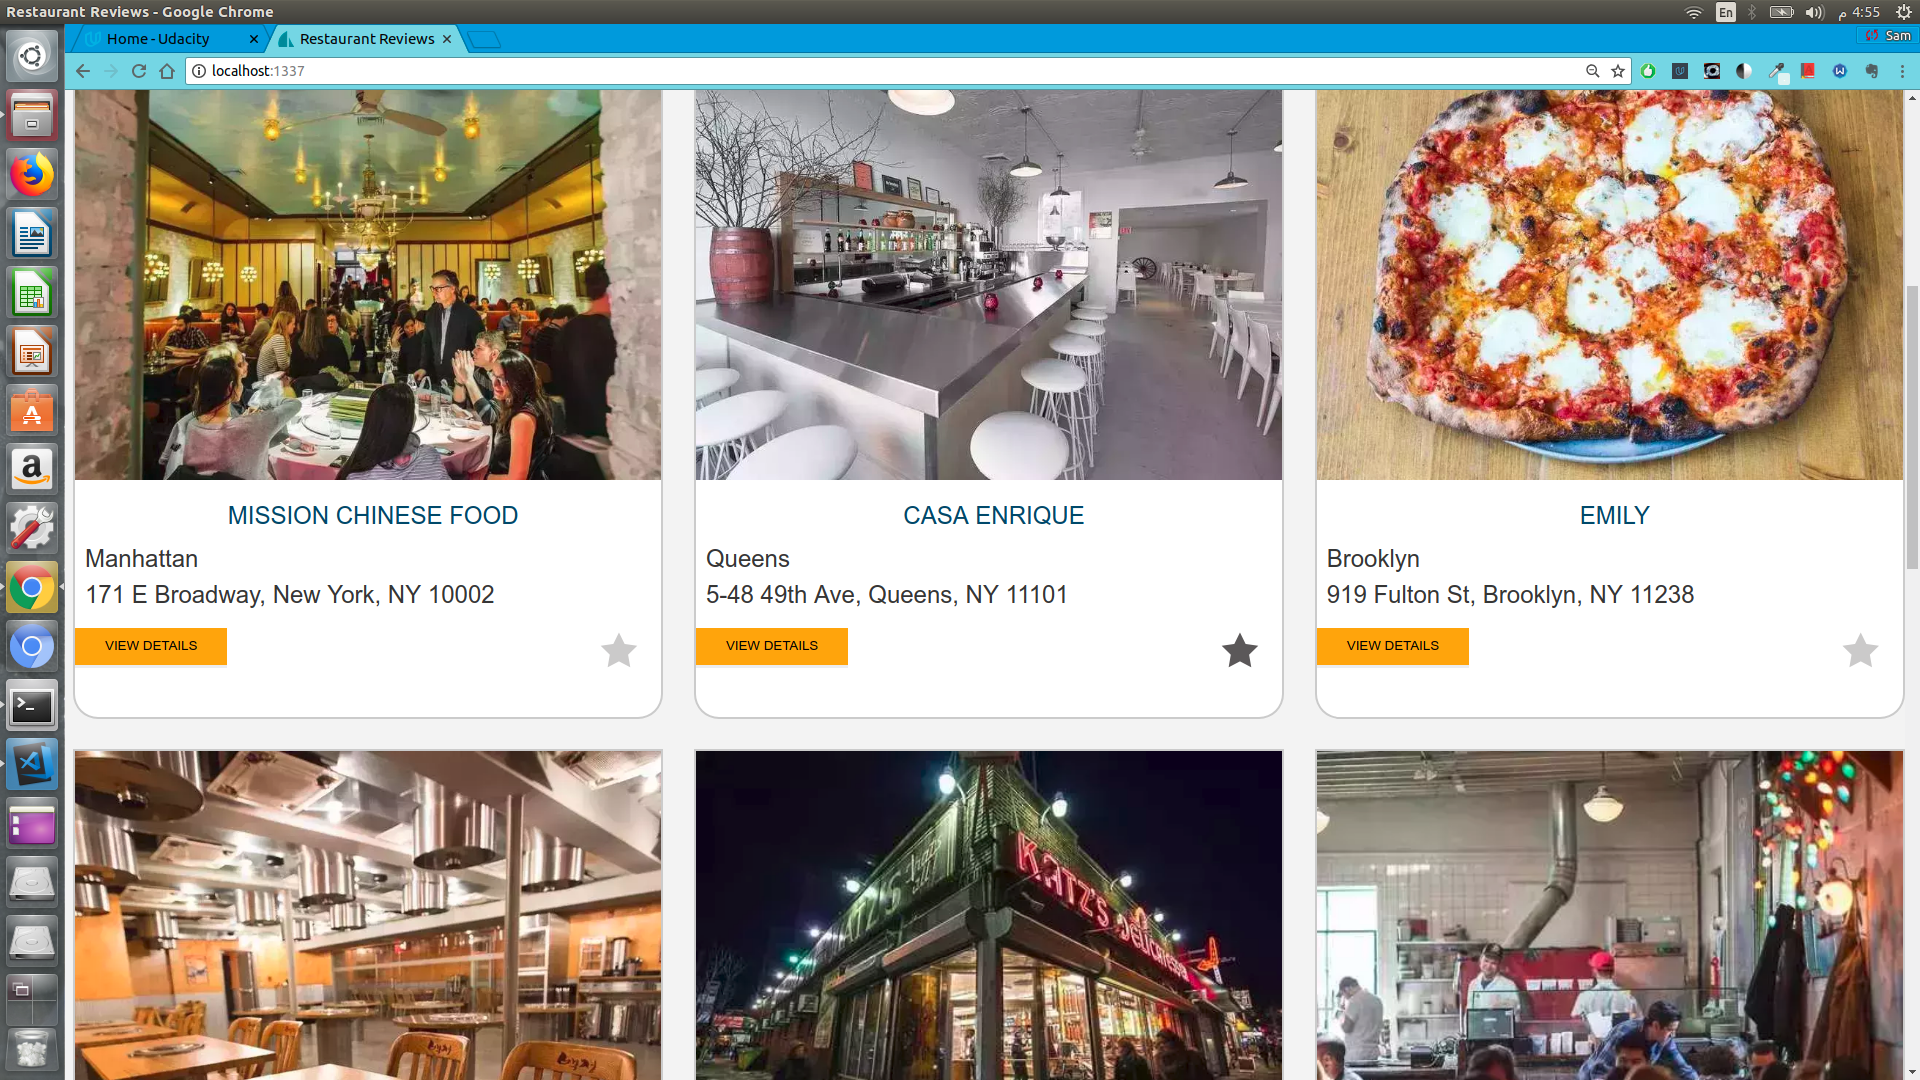 Restaurant Reviews - Google Chrome
En
م 4:55
Home - Udacity
Restaurant Reviews
Sam
localhost:1337
MISSION CHINESE FOOD
Manhattan
171 E Broadway, New York, NY 10002
VIEW DETAILS
CASA ENRIQUE
Queens
5-48 49th Ave, Queens, NY 11101
VIEW DETAILS
EMILY
Brooklyn
919 Fulton St, Brooklyn, NY 11238
VIEW DETAILS
KATZ'S
KATZ'S DELICATESSEN